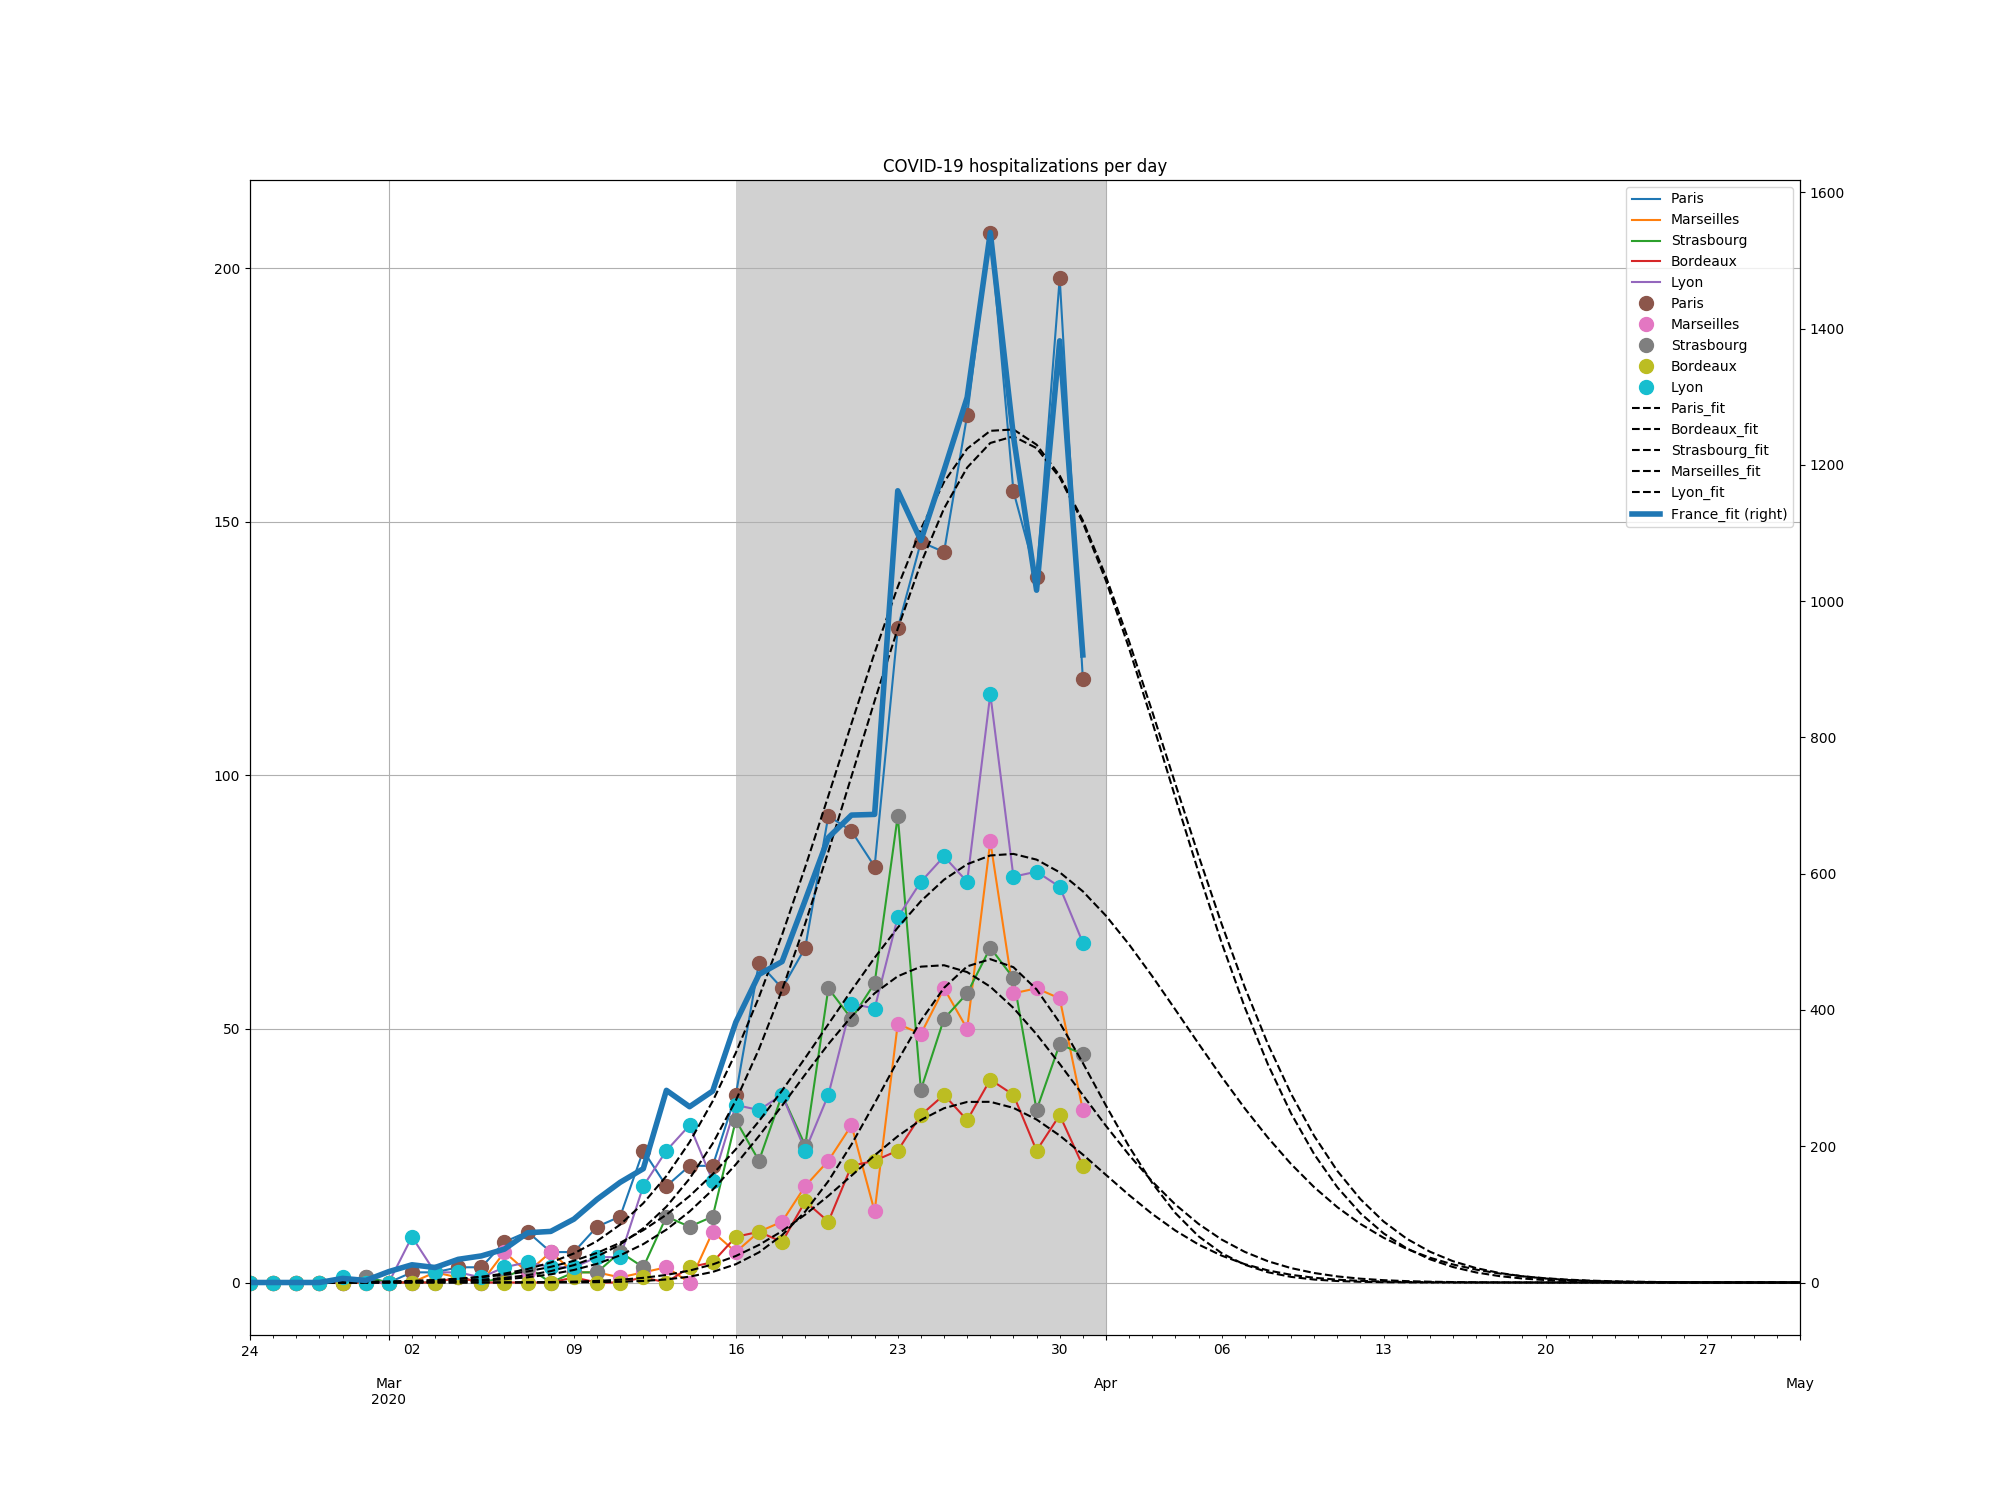 COVID-19 hospitalizations per day
Paris
Marseilles
Strasbourg
Bordeaux
Lyon
Paris
Marseilles
Strasbourg
Bordeaux
Lyon
Paris_fit
Bordeaux_fit
Strasbourg_fit
Marseilles_fit
Lyon_fit
France_fit (right)
200
150
100
50
0
1600
1400
1200
1000
800
600
400
200
0
24 02 09 16 23 30 06 13 20 27
Mar Apr May
2020